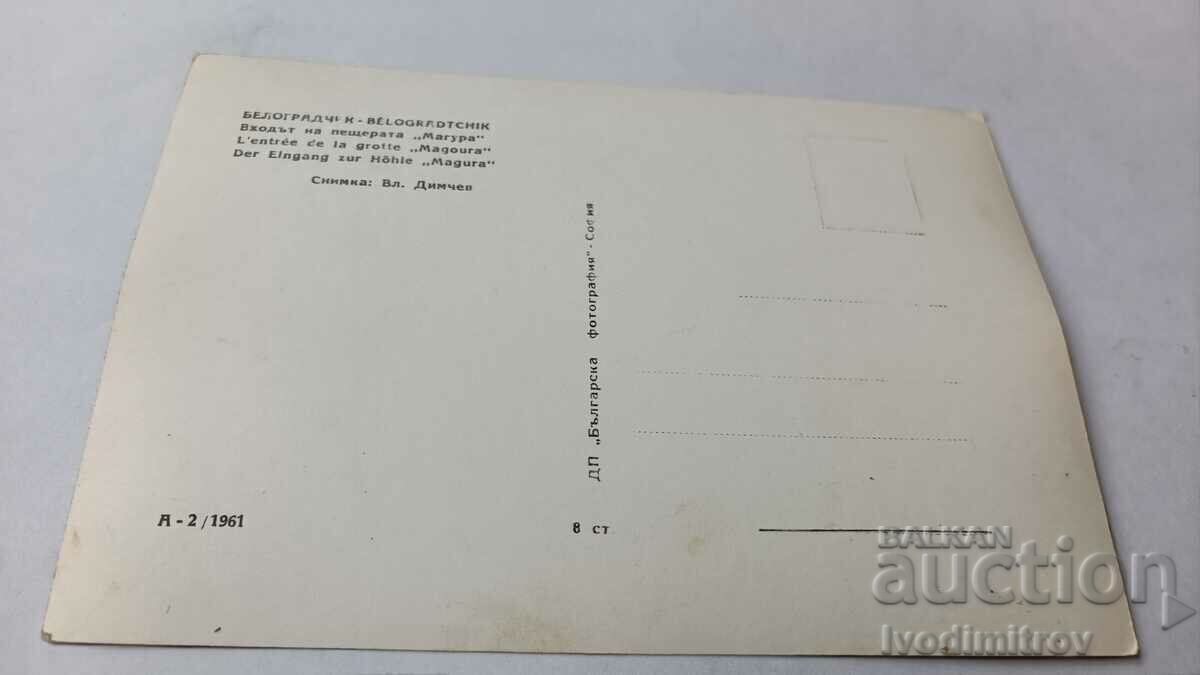 БЕЛОГРАДЧИК - BÉLOGRADTCHIK
Входът на пещерата „Магура“
L'entrée de la grotte „Magoura“
Der Eingang zur Höhle „Magura“
Снимка: Вл. Димчев
ДП „Българска фотография“ - София
А - 2 / 1961
8 ст
BALKAN
auction
Ivodimitrov